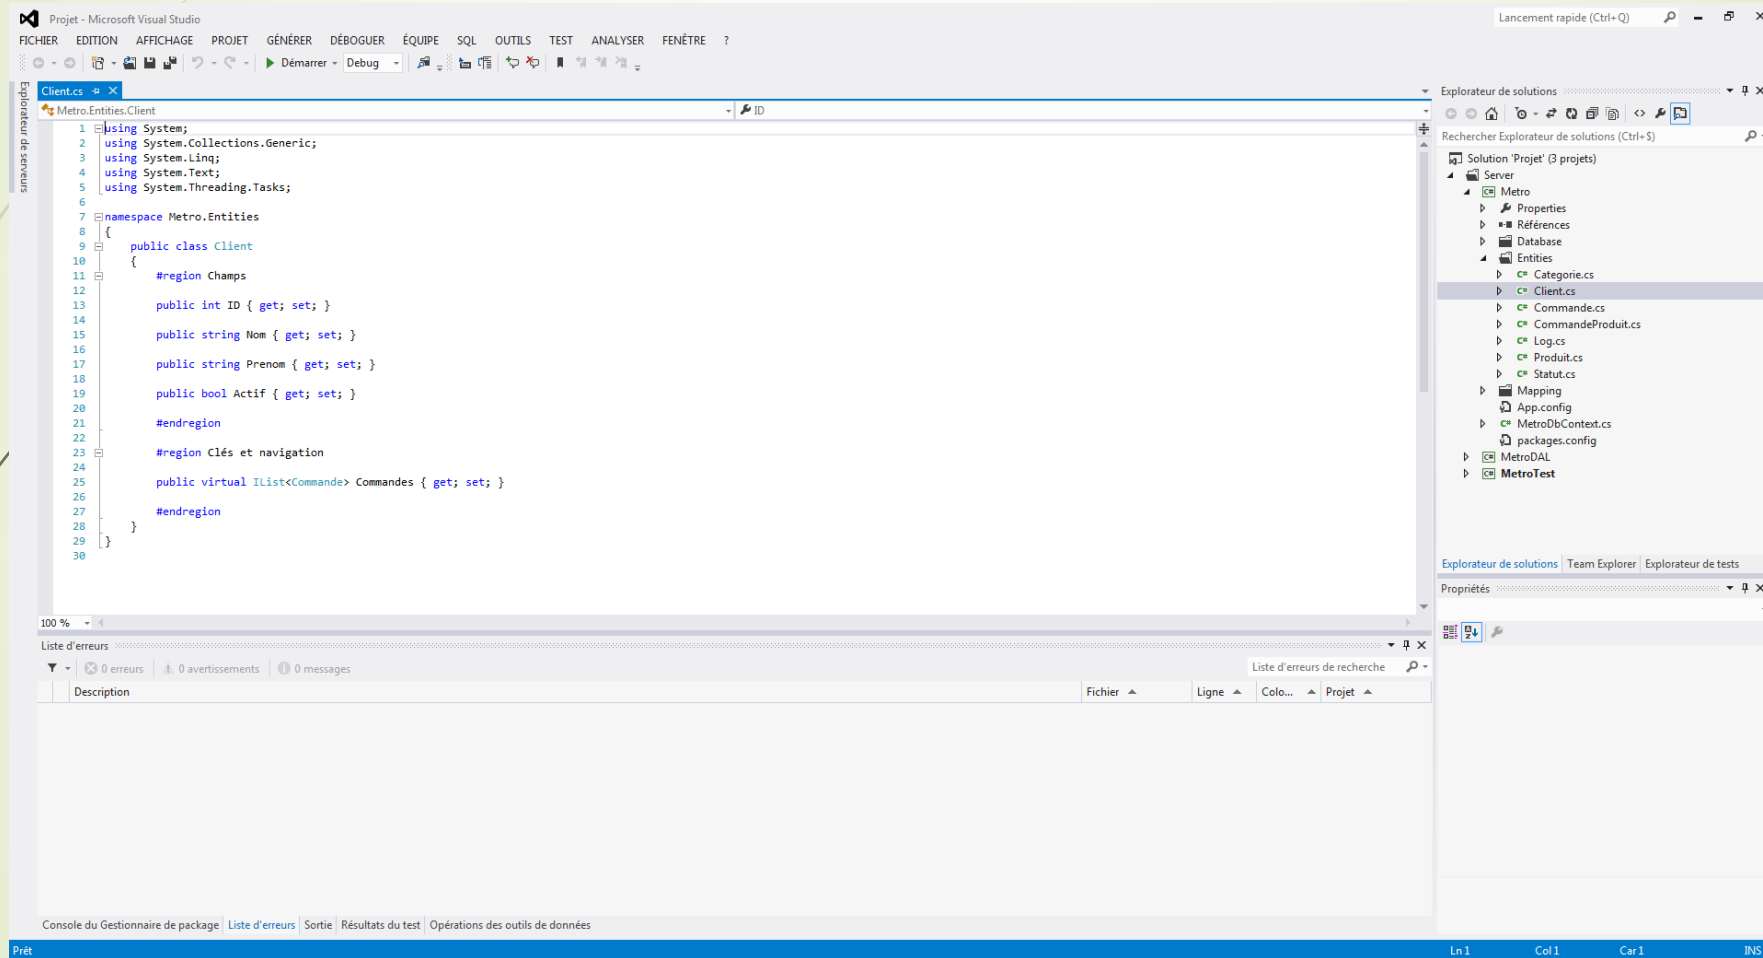 Projet - Microsoft Visual Studio
Lancement rapide (Ctrl+Q)
FICHIER EDITION AFFICHAGE PROJET GÉNÉRER DÉBOGUER ÉQUIPE SQL OUTILS TEST ANALYSER FENÊTRE ?
Démarrer Debug
Explorateur de serveurs
Client.cs
Metro.Entities.Client
ID
1 using System;
2 using System.Collections.Generic;
3 using System.Linq;
4 using System.Text;
5 using System.Threading.Tasks;
6
7 namespace Metro.Entities
8 {
9 public class Client
10 {
11 #region Champs
12
13 public int ID { get; set; }
14
15 public string Nom { get; set; }
16
17 public string Prenom { get; set; }
18
19 public bool Actif { get; set; }
20
21 #endregion
22
23 #region Clés et navigation
24
25 public virtual IList<Commande> Commandes { get; set; }
26
27 #endregion
28 }
29 }
30
100 %
Explorateur de solutions
Rechercher Explorateur de solutions (Ctrl+$)
Solution 'Projet' (3 projets)
Server
C# Metro
Properties
Références
Database
Entities
C# Categorie.cs
C# Client.cs
C# Commande.cs
C# CommandeProduit.cs
C# Log.cs
C# Produit.cs
C# Statut.cs
Mapping
App.config
C# MetroDbContext.cs
packages.config
C# MetroDAL
C# MetroTest
Explorateur de solutions Team Explorer Explorateur de tests
Propriétés
Liste d'erreurs
0 erreurs 0 avertissements 0 messages
Liste d'erreurs de recherche
Description Fichier Ligne Colo... Projet
Console du Gestionnaire de package Liste d'erreurs Sortie Résultats du test Opérations des outils de données
Prêt Ln 1 Col 1 Car 1 INS